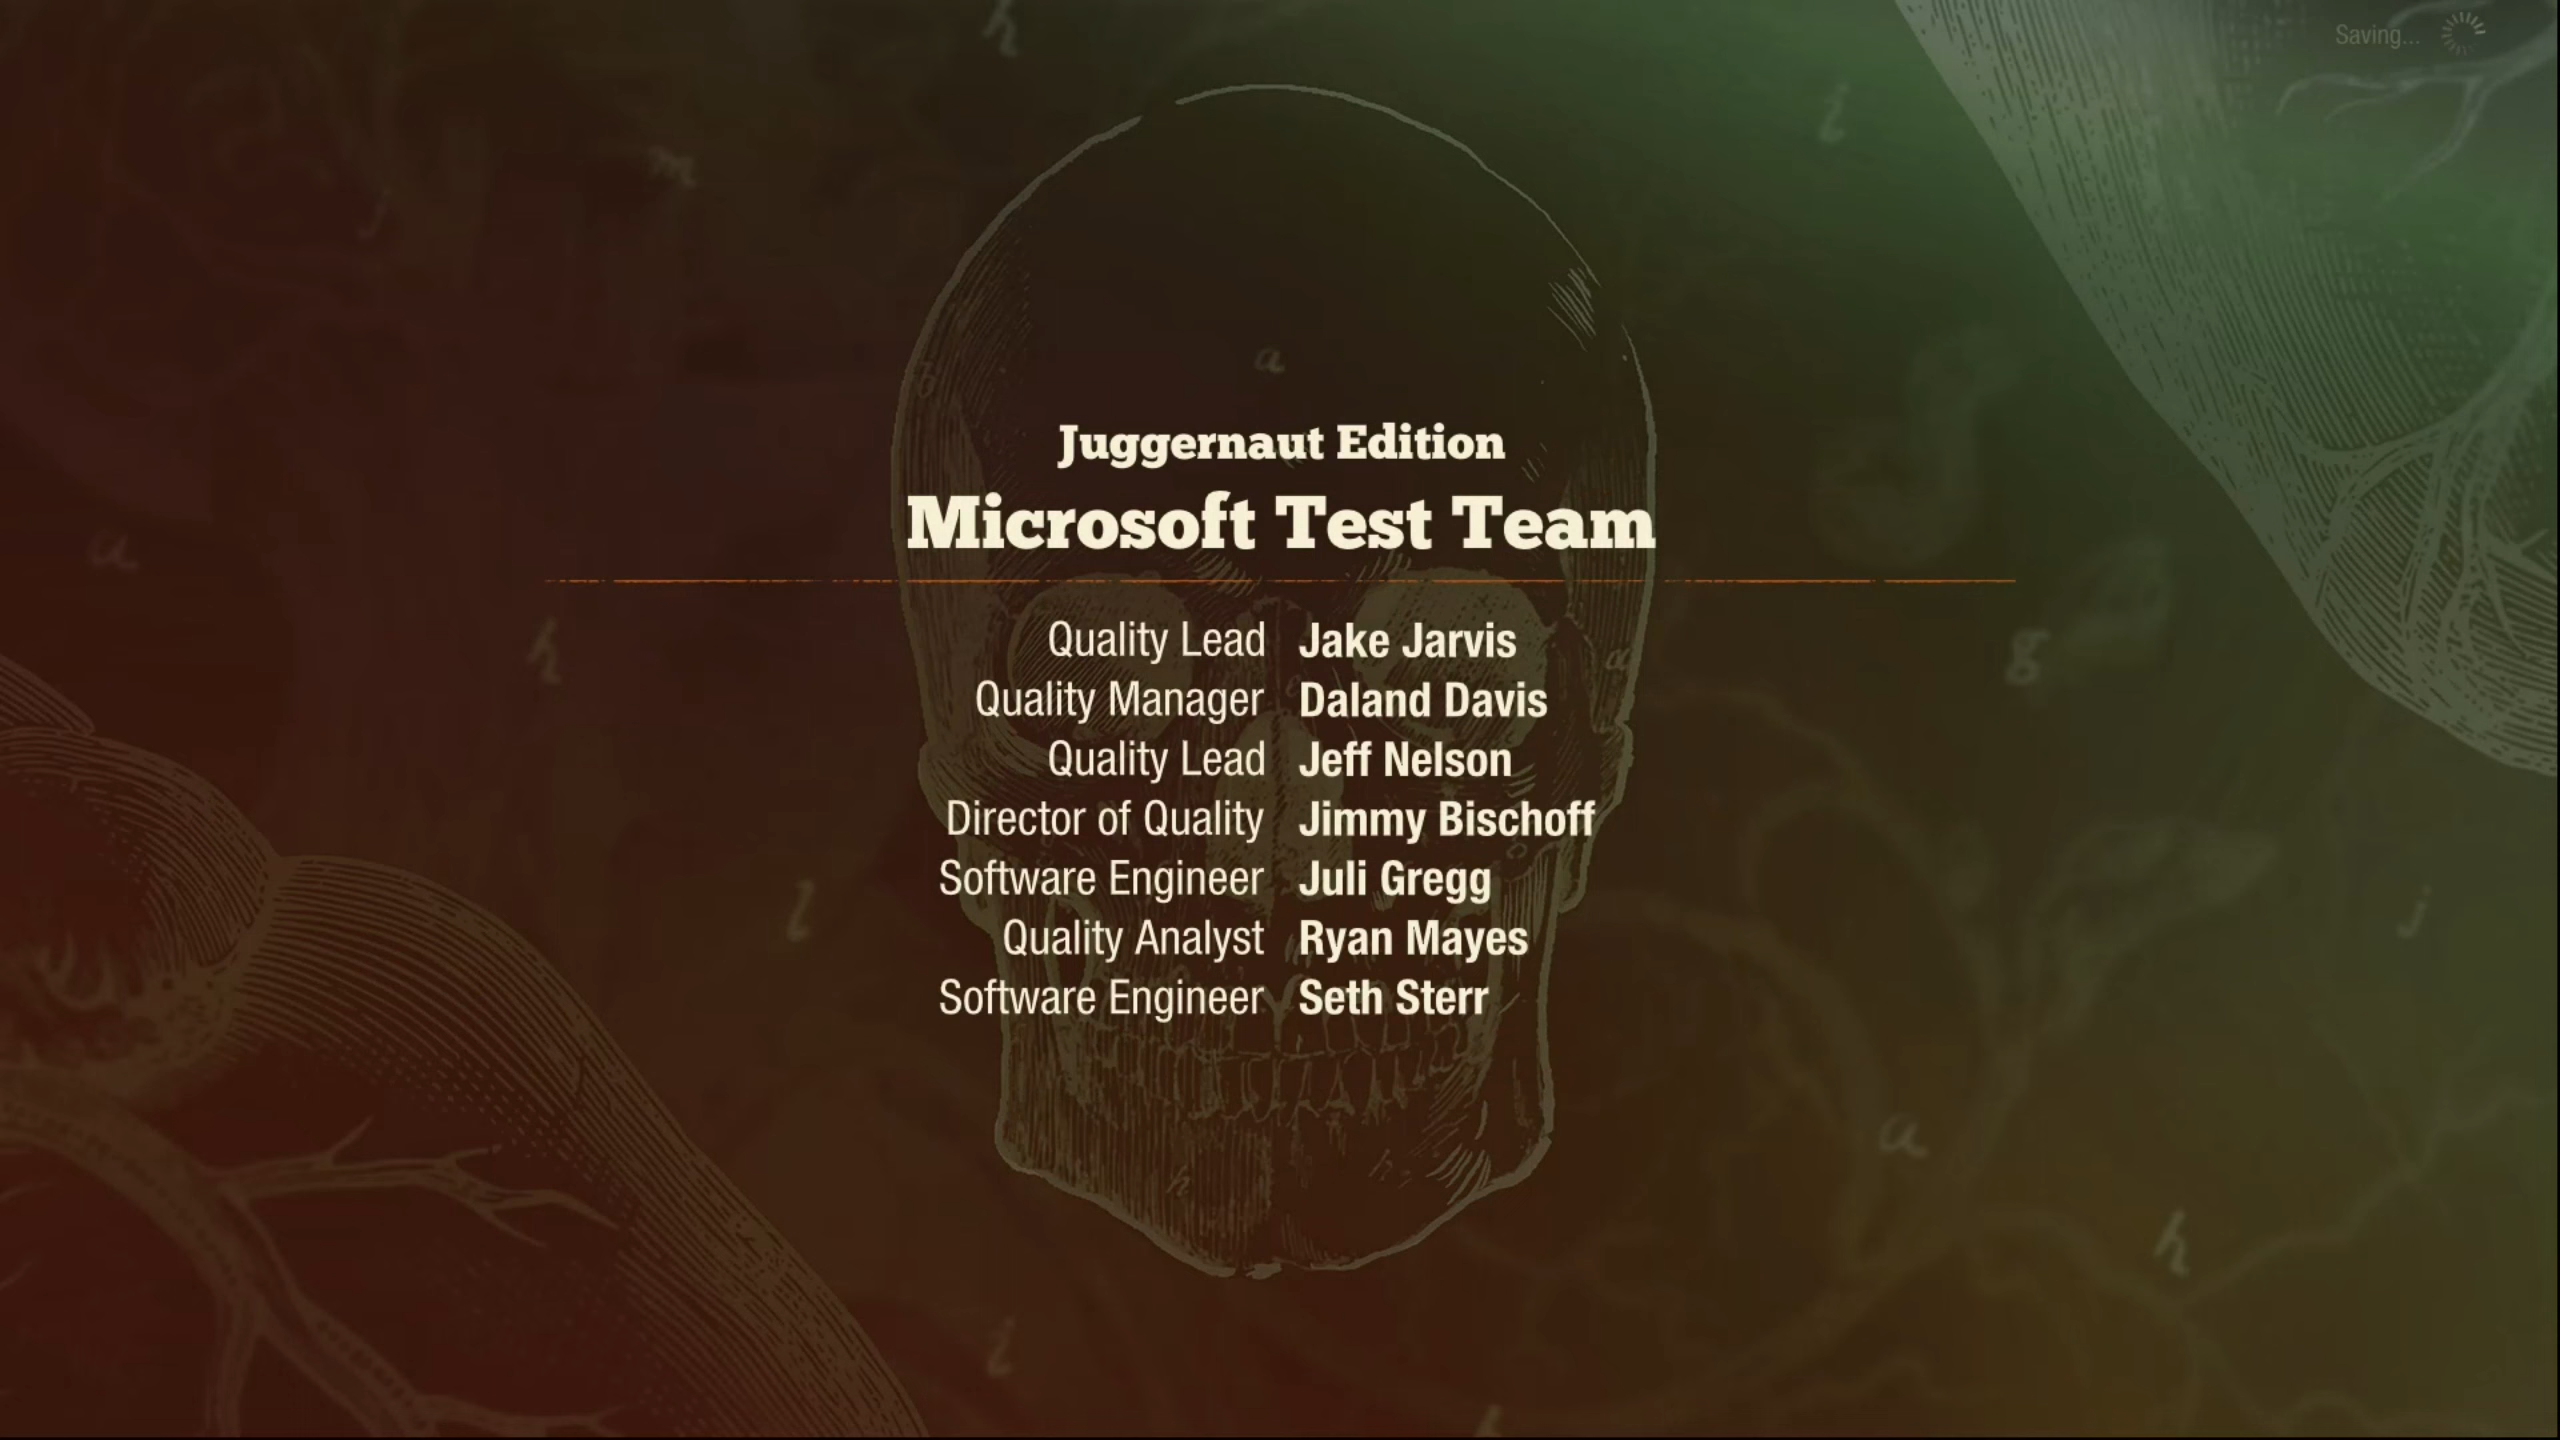 Saving...
Juggernaut Edition
Microsoft Test Team
Quality Lead Jake Jarvis
Quality Manager Daland Davis
Quality Lead Jeff Nelson
Director of Quality Jimmy Bischoff
Software Engineer Juli Gregg
Quality Analyst Ryan Mayes
Software Engineer Seth Sterr